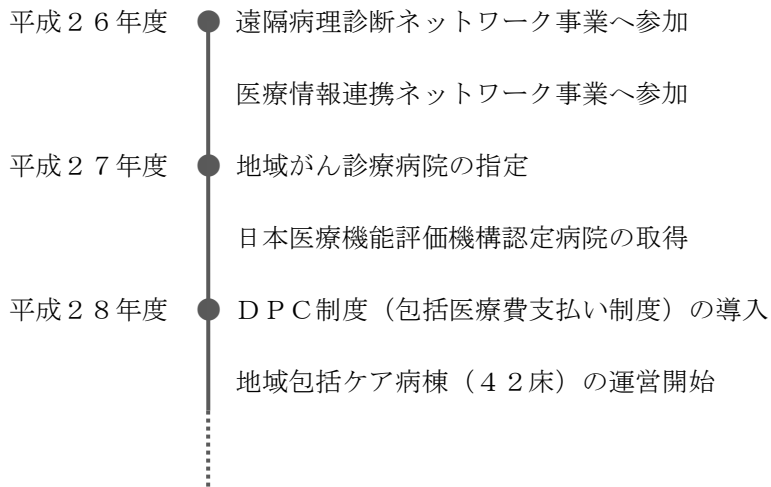 平成２６年度 遠隔病理診断ネットワーク事業へ参加
医療情報連携ネットワーク事業へ参加
平成２７年度 地域がん診療病院の指定
日本医療機能評価機構認定病院の取得
平成２８年度 ＤＰＣ制度（包括医療費支払い制度）の導入
地域包括ケア病棟（４２床）の運営開始